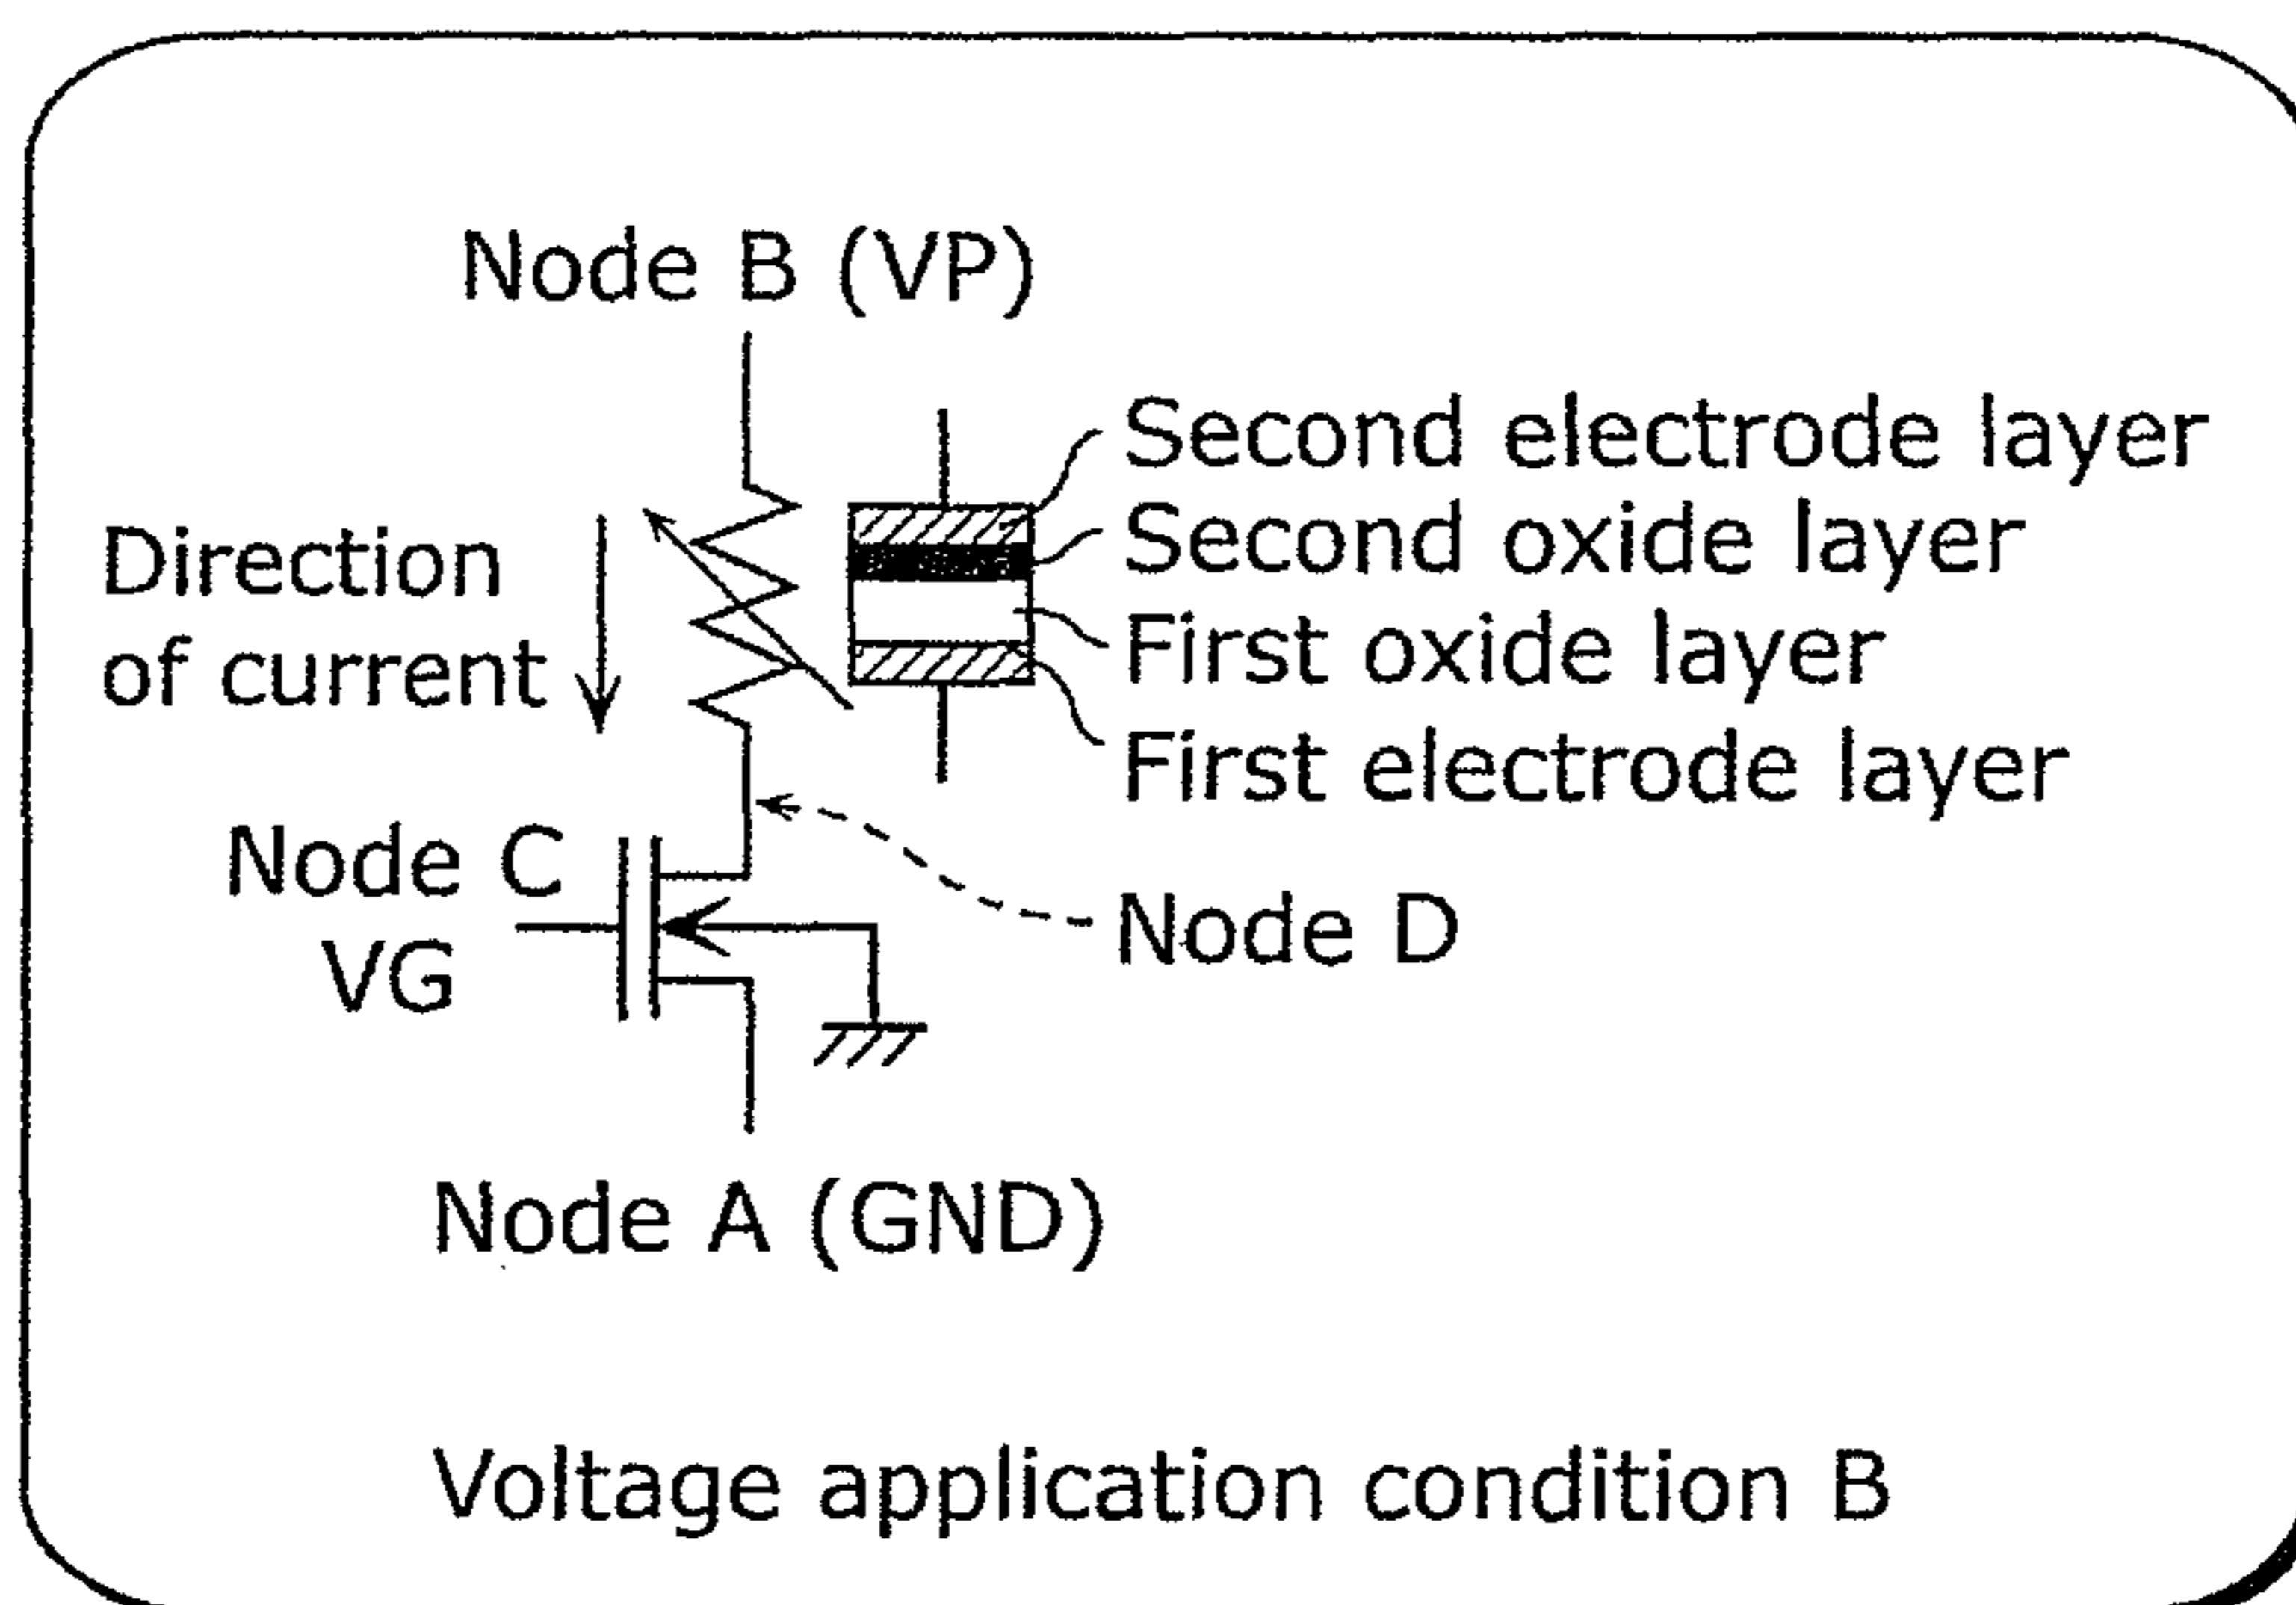 Node B (VP)
Second electrode layer
Second oxide layer
Direction
of current
First oxide layer
First electrode layer
Node C
VG
Node D
Node A (GND)
Voltage application condition B